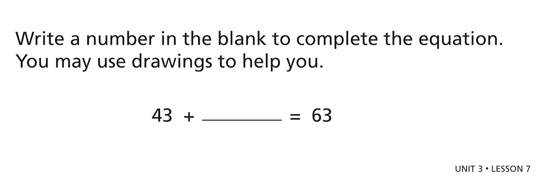 Write a number in the blank to complete the equation.
You may use drawings to help you.
43 + ________ = 63
UNIT 3 • LESSON 7